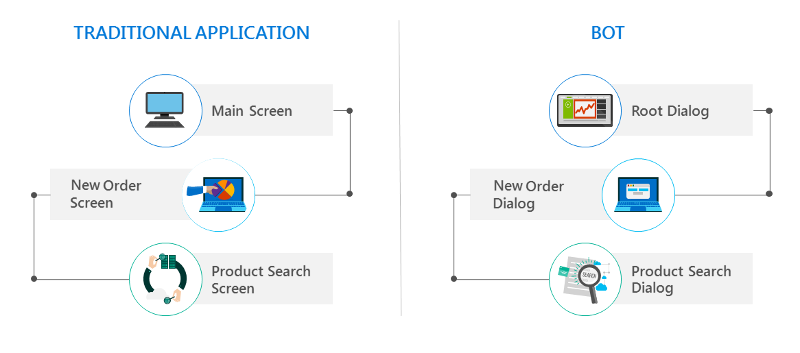 TRADITIONAL APPLICATION
Main Screen
New Order
Screen
Product Search
Screen
BOT
Root Dialog
New Order
Dialog
SEARCH
Product Search
Dialog